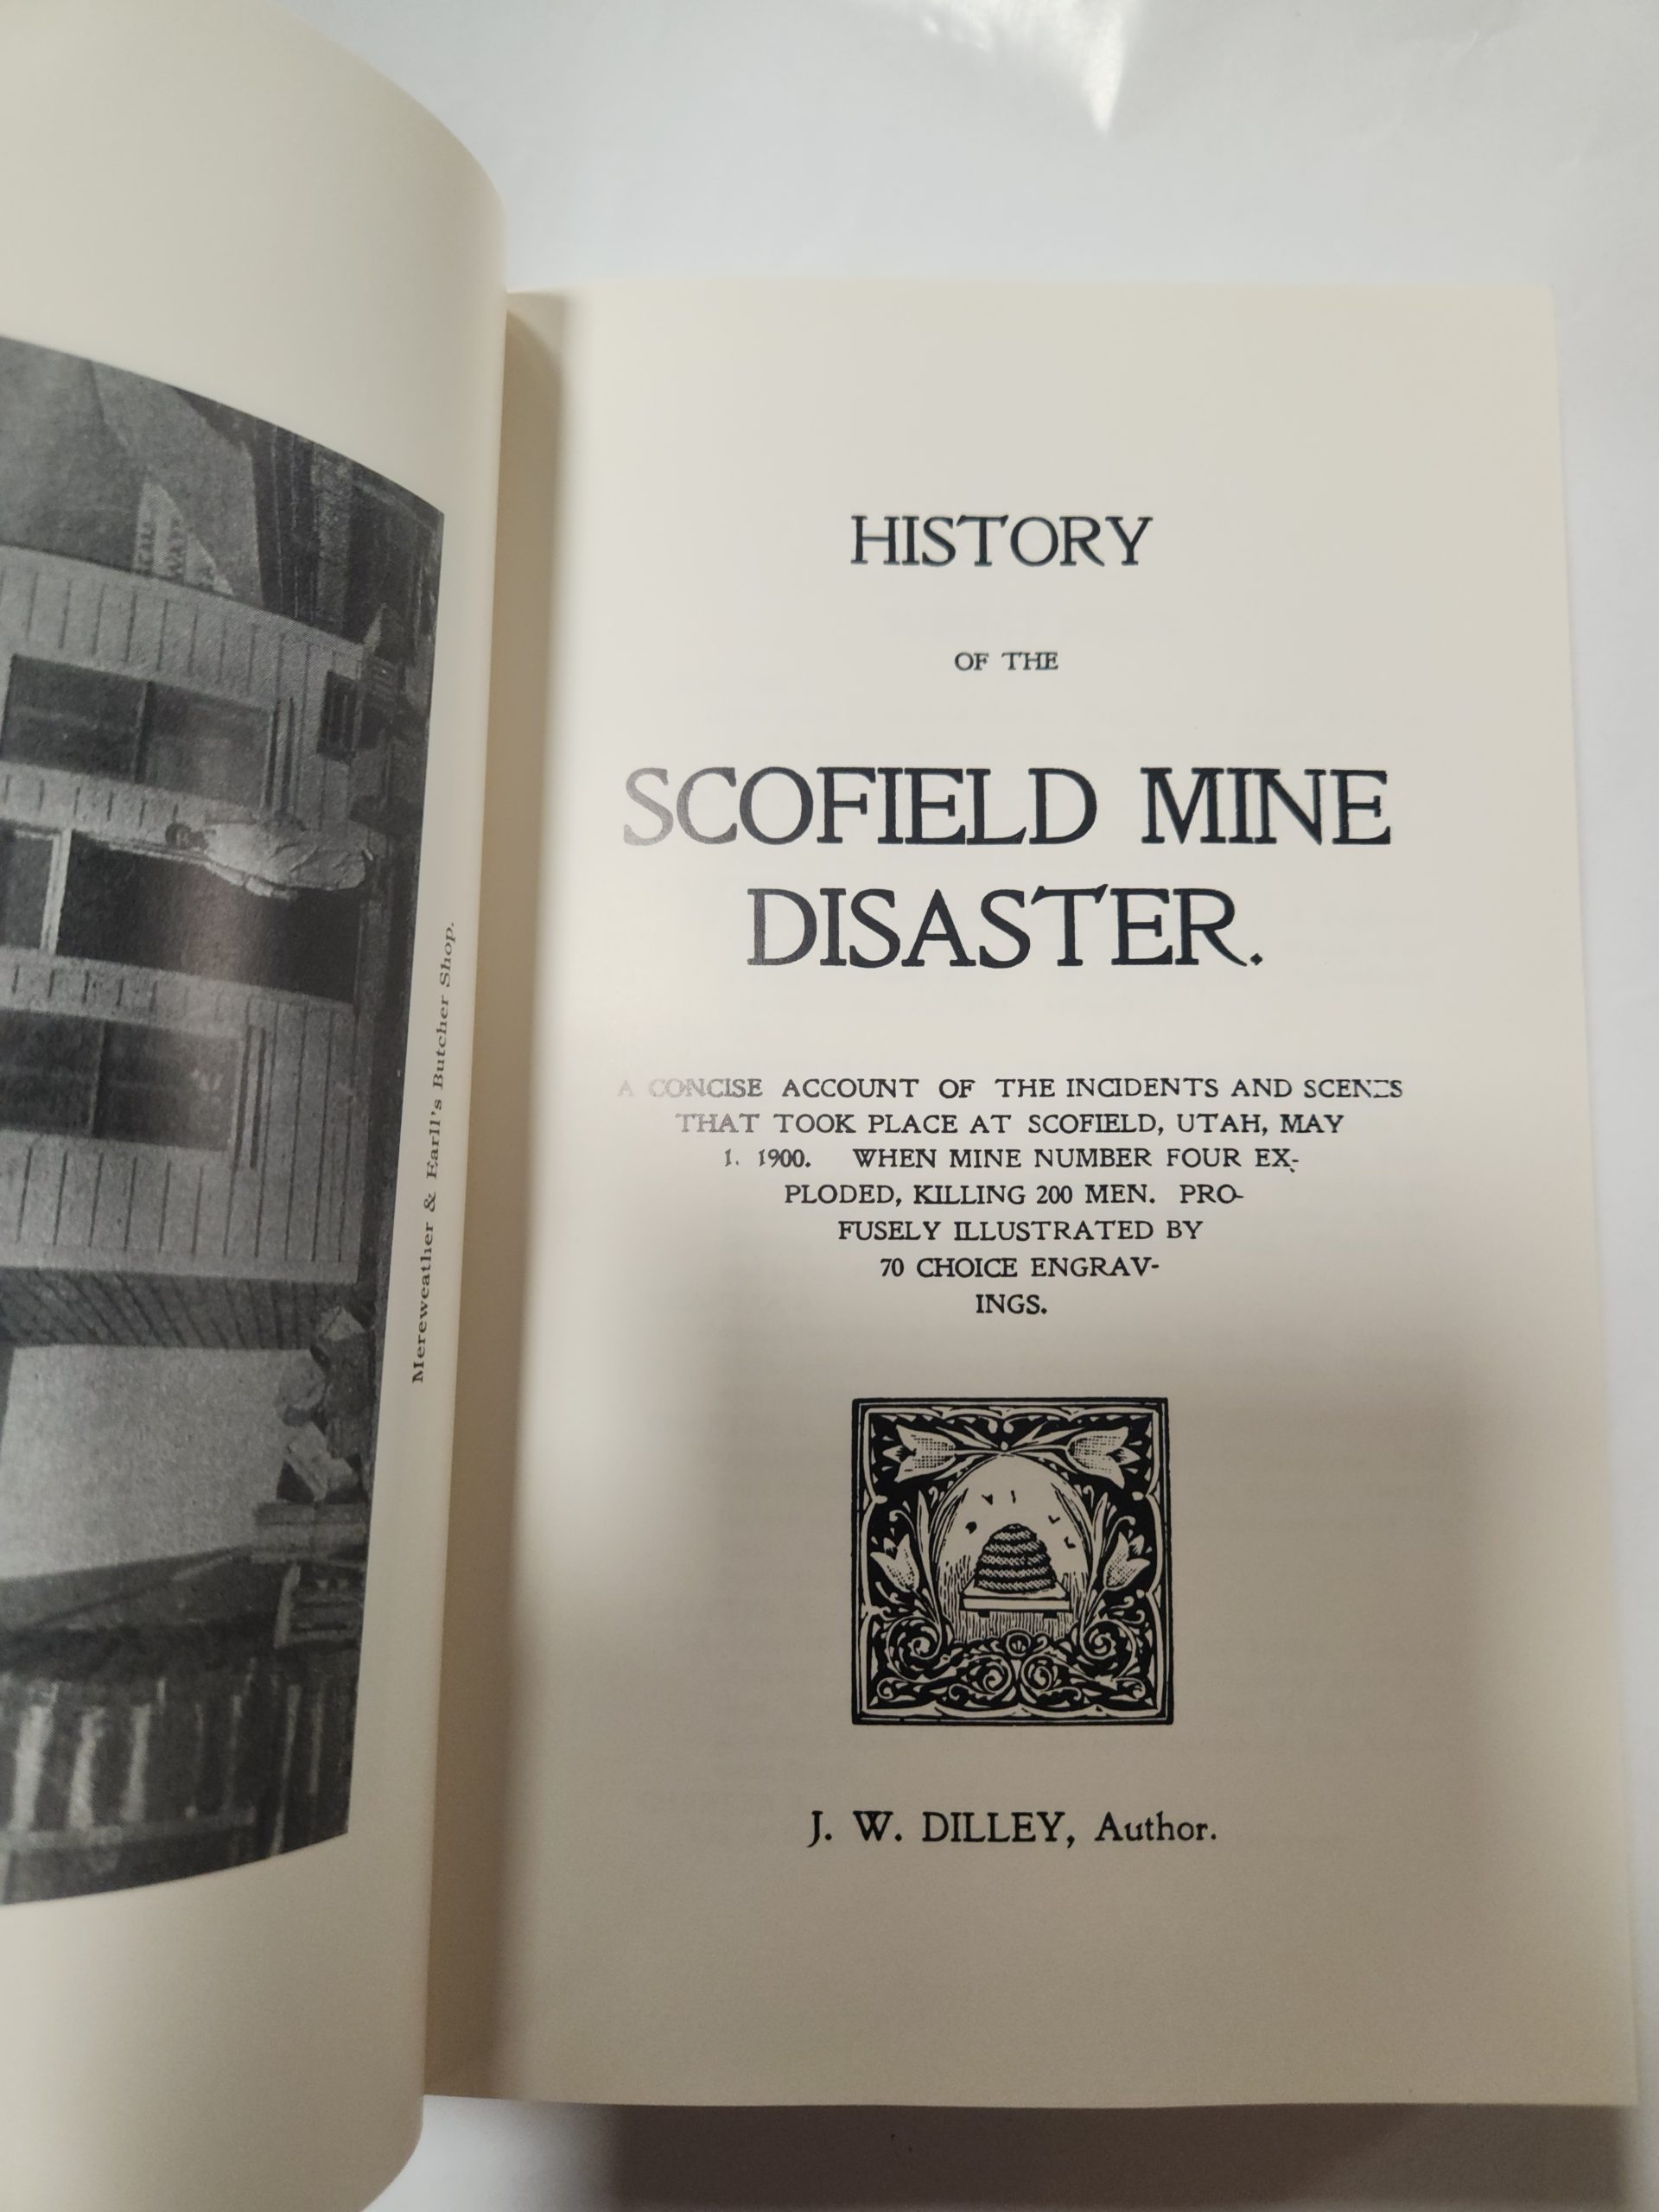 Mereweather & Earll's Butcher Shop.
HISTORY
OF THE
SCOFIELD MINE
DISASTER.
A CONCISE ACCOUNT OF THE INCIDENTS AND SCENES
THAT TOOK PLACE AT SCOFIELD, UTAH, MAY
1. 1900. WHEN MINE NUMBER FOUR EX-
PLODED, KILLING 200 MEN. PRO-
FUSELY ILLUSTRATED BY
70 CHOICE ENGRAV-
INGS.
J. W. DILLEY, Author.